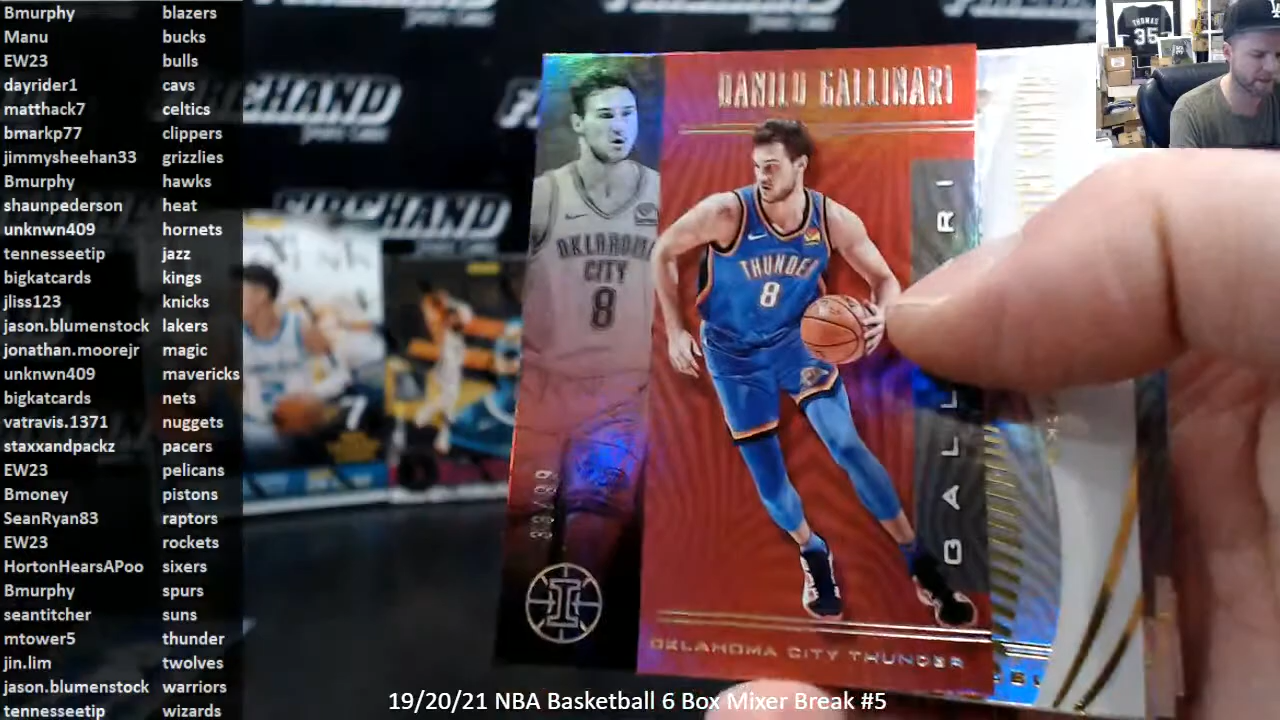 Bmurphy blazers
Manu bucks
EW23 bulls
dayrider1 cavs
matthack7 celtics
bmarkp77 clippers
jimmysheehan33 grizzlies
Bmurphy hawks
shaunpederson heat
unknwn409 hornets
tennesseetip jazz
bigkatcards kings
jliss123 knicks
jason.blumenstock lakers
jonathan.moorejr magic
unknwn409 mavericks
bigkatcards nets
vatravis.1371 nuggets
staxxandpackz pacers
EW23 pelicans
Bmoney pistons
SeanRyan83 raptors
EW23 rockets
HortonHearsAPoo sixers
Bmurphy spurs
seantitcher suns
mtower5 thunder
jin.lim twolves
jason.blumenstock warriors
tennesseetip wizards
DANILO GALLINARI
OKLAHOMA
CITY
8
THUNDER
8
OKLAHOMA CITY THUNDER
THOMAS
35
7
19/20/21 NBA Basketball 6 Box Mixer Break #5